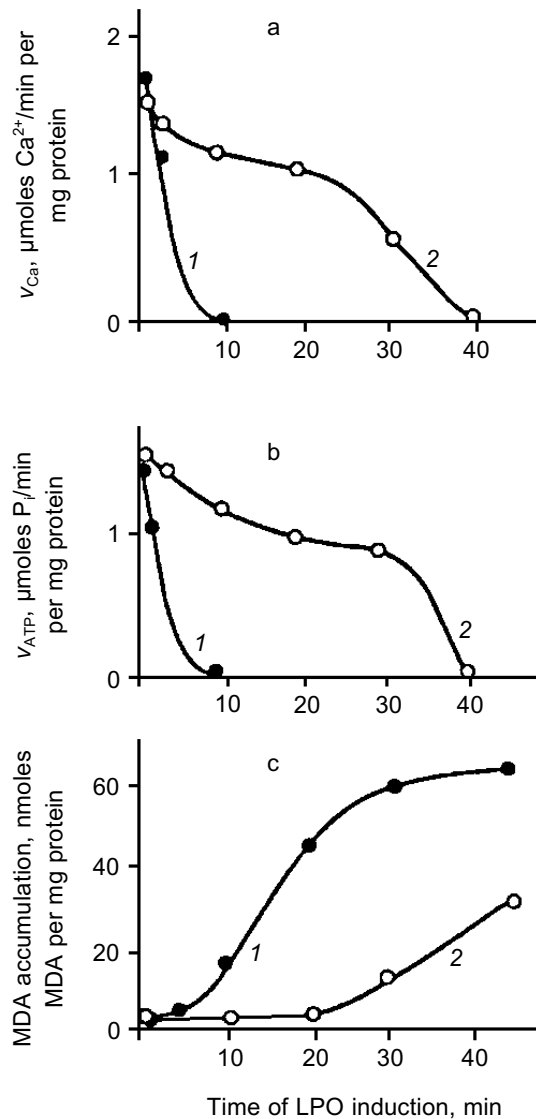 a
v_Ca, µmoles Ca²⁺/min per
mg protein
2
1
0
1
2
10
20
30
40
b
v_ATP, µmoles P_i/min
per mg protein
1
0
1
2
10
20
30
40
c
MDA accumulation, nmoles
MDA per mg protein
60
40
20
0
1
2
10
20
30
40
Time of LPO induction, min